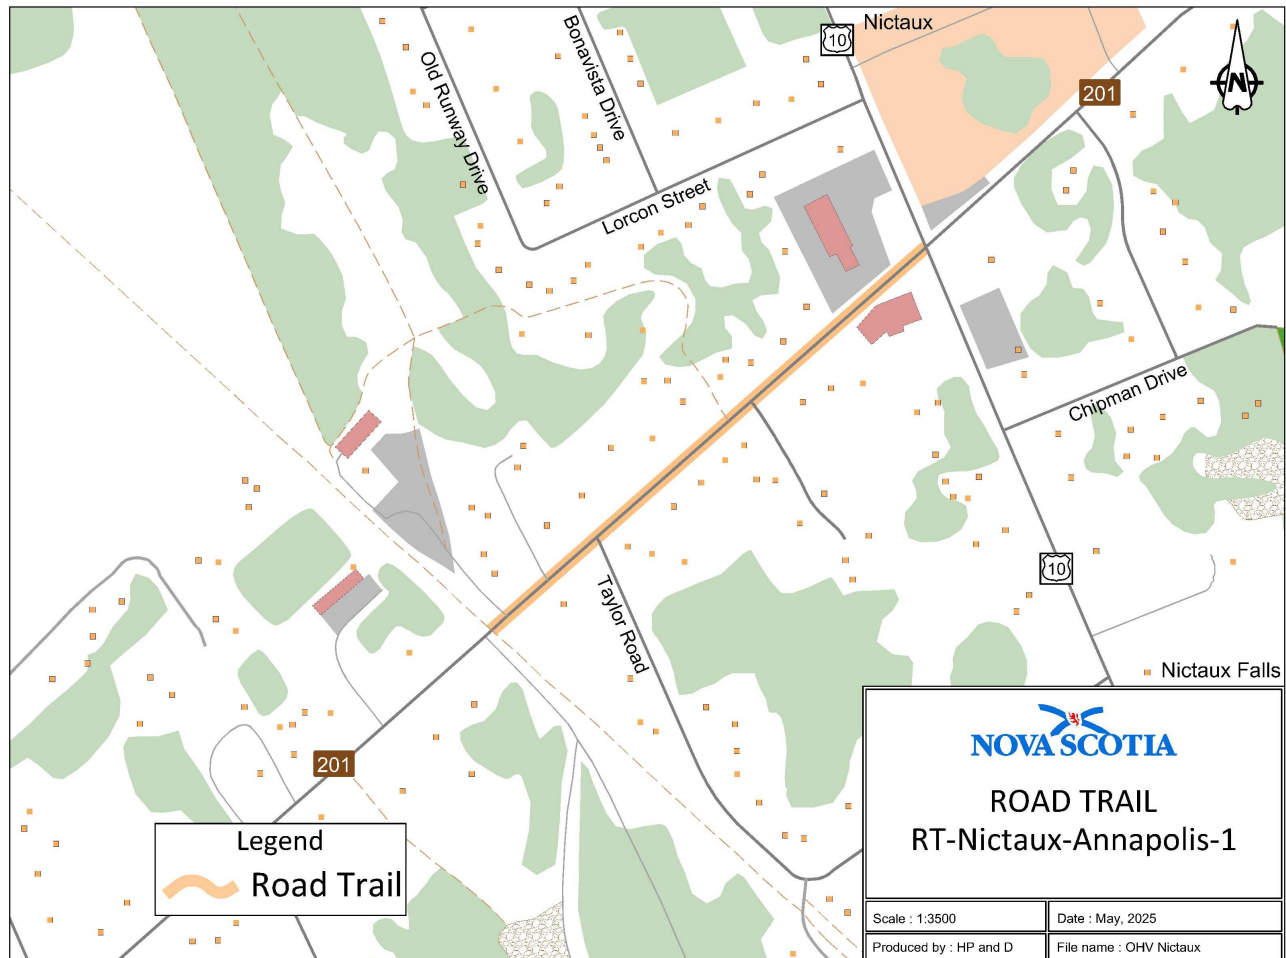 Nictaux
10
N
201
Old Runway Drive
Bonavista Drive
Lorcon Street
Chipman Drive
10
Taylor Road
Nictaux Falls
201
Legend
Road Trail
NOVA SCOTIA
ROAD TRAIL
RT-Nictaux-Annapolis-1
Scale : 1:3500
Date : May, 2025
Produced by : HP and D
File name : OHV Nictaux